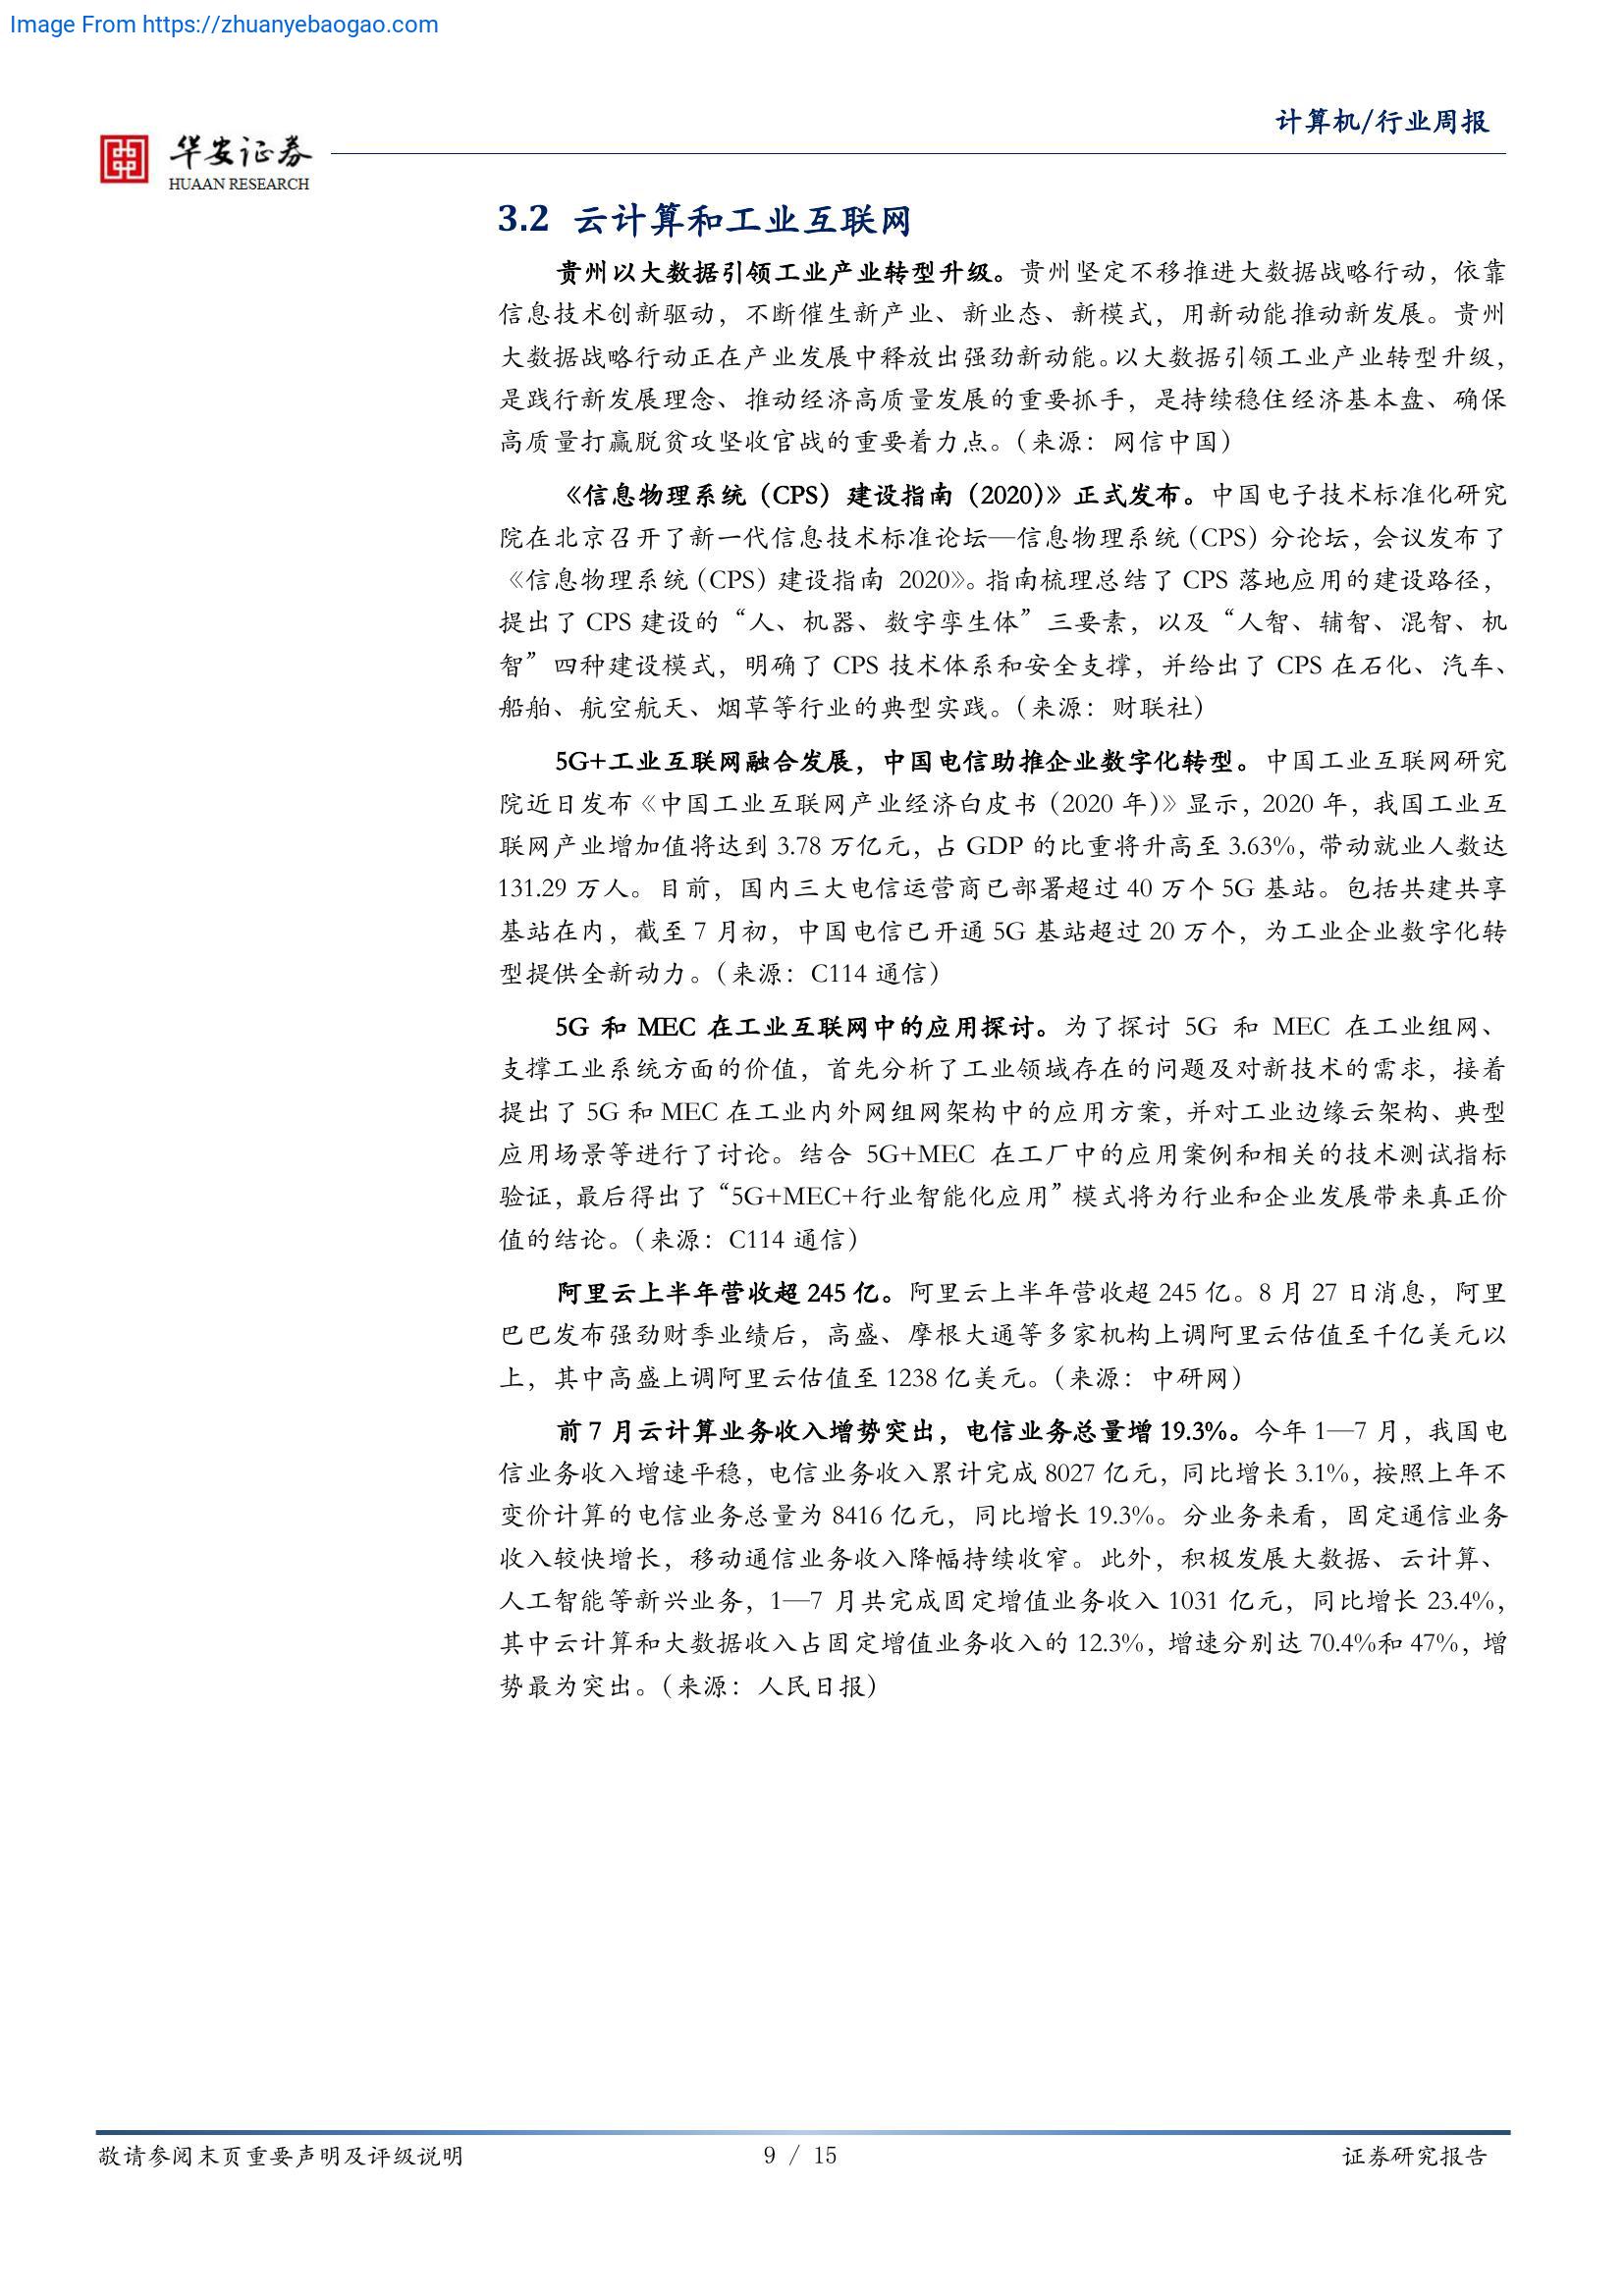 Image From https://zhuanyebaogao.com
计算机/行业周报
华安证券
HUAAN RESEARCH
3.2 云计算和工业互联网
贵州以大数据引领工业产业转型升级。贵州坚定不移推进大数据战略行动，依靠
信息技术创新驱动，不断催生新产业、新业态、新模式，用新动能推动新发展。贵州
大数据战略行动正在产业发展中释放出强劲新动能。以大数据引领工业产业转型升级，
是践行新发展理念、推动经济高质量发展的重要抓手，是持续稳住经济基本盘、确保
高质量打赢脱贫攻坚收官战的重要着力点。（来源：网信中国）
《信息物理系统（CPS）建设指南（2020）》正式发布。中国电子技术标准化研究
院在北京召开了新一代信息技术标准论坛—信息物理系统（CPS）分论坛，会议发布了
《信息物理系统（CPS）建设指南 2020》。指南梳理总结了 CPS 落地应用的建设路径，
提出了 CPS 建设的“人、机器、数字孪生体”三要素，以及“人智、辅智、混智、机
智”四种建设模式，明确了 CPS 技术体系和安全支撑，并给出了 CPS 在石化、汽车、
船舶、航空航天、烟草等行业的典型实践。（来源：财联社）
5G+工业互联网融合发展，中国电信助推企业数字化转型。中国工业互联网研究
院近日发布《中国工业互联网产业经济白皮书（2020 年）》显示，2020 年，我国工业互
联网产业增加值将达到 3.78 万亿元，占 GDP 的比重将升高至 3.63%，带动就业人数达
131.29 万人。目前，国内三大电信运营商已部署超过 40 万个 5G 基站。包括共建共享
基站在内，截至 7 月初，中国电信已开通 5G 基站超过 20 万个，为工业企业数字化转
型提供全新动力。（来源：C114 通信）
5G 和 MEC 在工业互联网中的应用探讨。为了探讨 5G 和 MEC 在工业组网、
支撑工业系统方面的价值，首先分析了工业领域存在的问题及对新技术的需求，接着
提出了 5G 和 MEC 在工业内外网组网架构中的应用方案，并对工业边缘云架构、典型
应用场景等进行了讨论。结合 5G+MEC 在工厂中的应用案例和相关的技术测试指标
验证，最后得出了“5G+MEC+行业智能化应用”模式将为行业和企业发展带来真正价
值的结论。（来源：C114 通信）
阿里云上半年营收超 245 亿。阿里云上半年营收超 245 亿。8 月 27 日消息，阿里
巴巴发布强劲财季业绩后，高盛、摩根大通等多家机构上调阿里云估值至千亿美元以
上，其中高盛上调阿里云估值至 1238 亿美元。（来源：中研网）
前 7 月云计算业务收入增势突出，电信业务总量增 19.3%。今年 1—7 月，我国电
信业务收入增速平稳，电信业务收入累计完成 8027 亿元，同比增长 3.1%，按照上年不
变价计算的电信业务总量为 8416 亿元，同比增长 19.3%。分业务来看，固定通信业务
收入较快增长，移动通信业务收入降幅持续收窄。此外，积极发展大数据、云计算、
人工智能等新兴业务，1—7 月共完成固定增值业务收入 1031 亿元，同比增长 23.4%，
其中云计算和大数据收入占固定增值业务收入的 12.3%，增速分别达 70.4%和 47%，增
势最为突出。（来源：人民日报）
敬请参阅末页重要声明及评级说明
9 / 15
证券研究报告